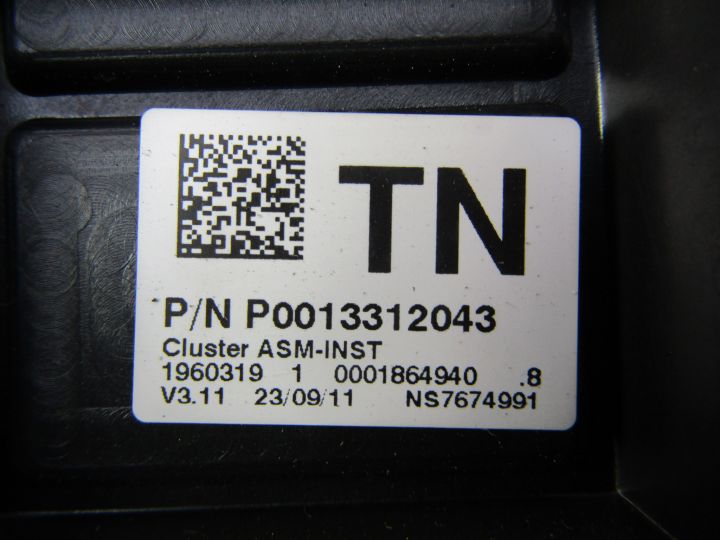 TN
P/N P0013312043
Cluster ASM-INST
1960319 1 0001864940 .8
V3.11 23/09/11 NS7674991